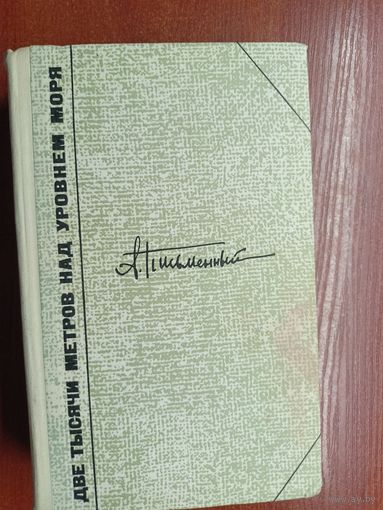 ДВЕ ТЫСЯЧИ МЕТРОВ НАД УРОВНЕМ МОРЯ
А. Письменный